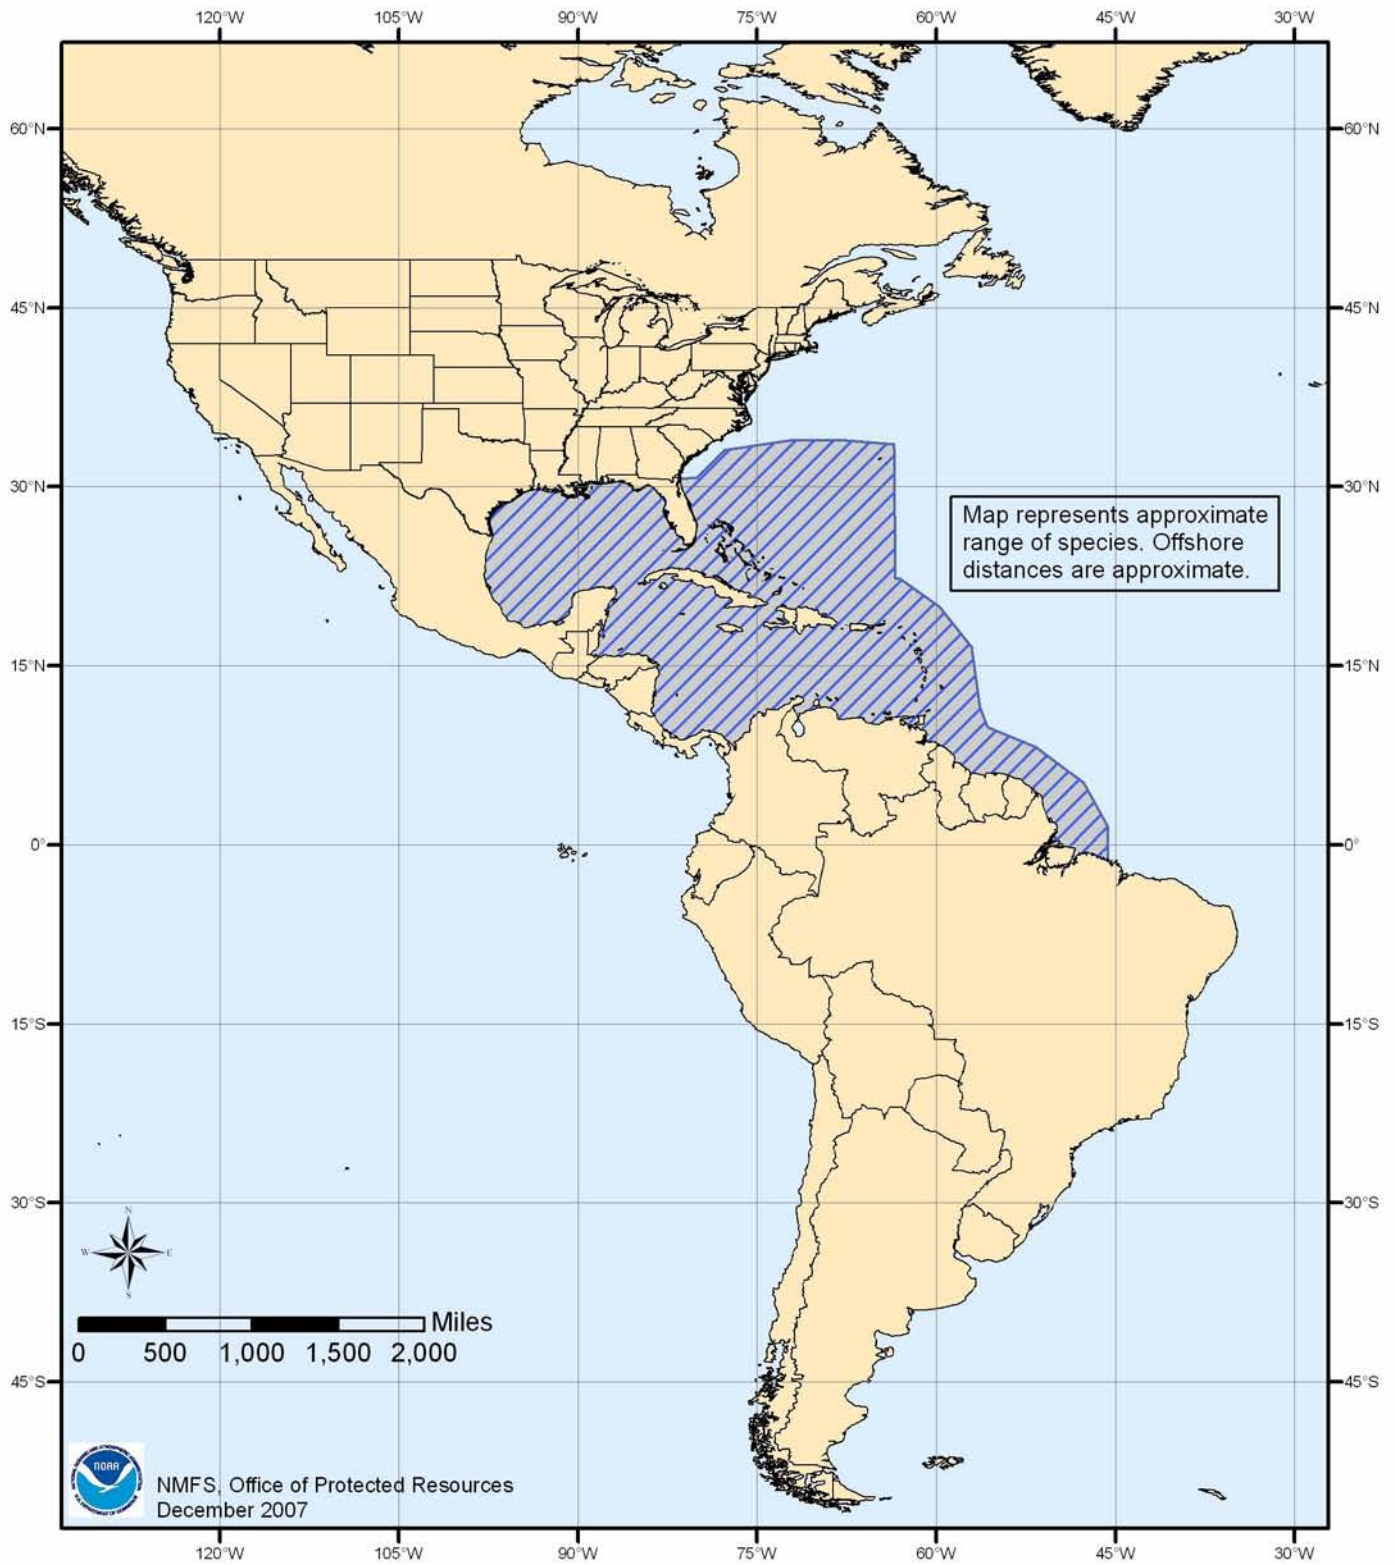 120°W 105°W 90°W 75°W 60°W 45°W 30°W
60°N 60°N
45°N 45°N
30°N 30°N
Map represents approximate
range of species. Offshore
distances are approximate.
15°N 15°N
0° 0°
15°S 15°S
30°S 30°S
N
W E
S
Miles
0 500 1,000 1,500 2,000
45°S 45°S
NOAA
NMFS, Office of Protected Resources
December 2007
120°W 105°W 90°W 75°W 60°W 45°W 30°W